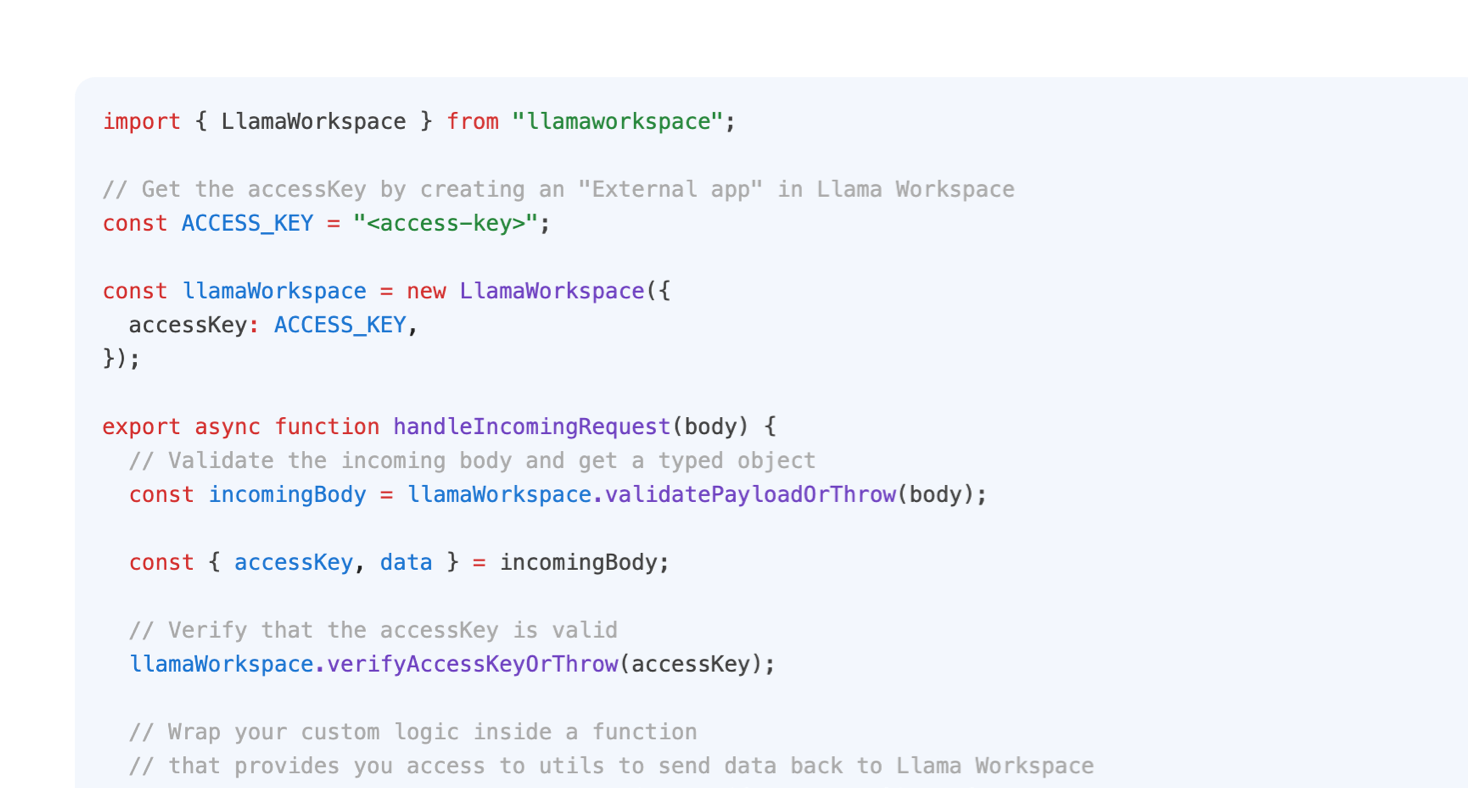 import { LlamaWorkspace } from "llamaworkspace";

// Get the accessKey by creating an "External app" in Llama Workspace
const ACCESS_KEY = "<access-key>";

const llamaWorkspace = new LlamaWorkspace({
  accessKey: ACCESS_KEY,
});

export async function handleIncomingRequest(body) {
  // Validate the incoming body and get a typed object
  const incomingBody = llamaWorkspace.validatePayloadOrThrow(body);

  const { accessKey, data } = incomingBody;

  // Verify that the accessKey is valid
  llamaWorkspace.verifyAccessKeyOrThrow(accessKey);

  // Wrap your custom logic inside a function
  // that provides you access to utils to send data back to Llama Workspace